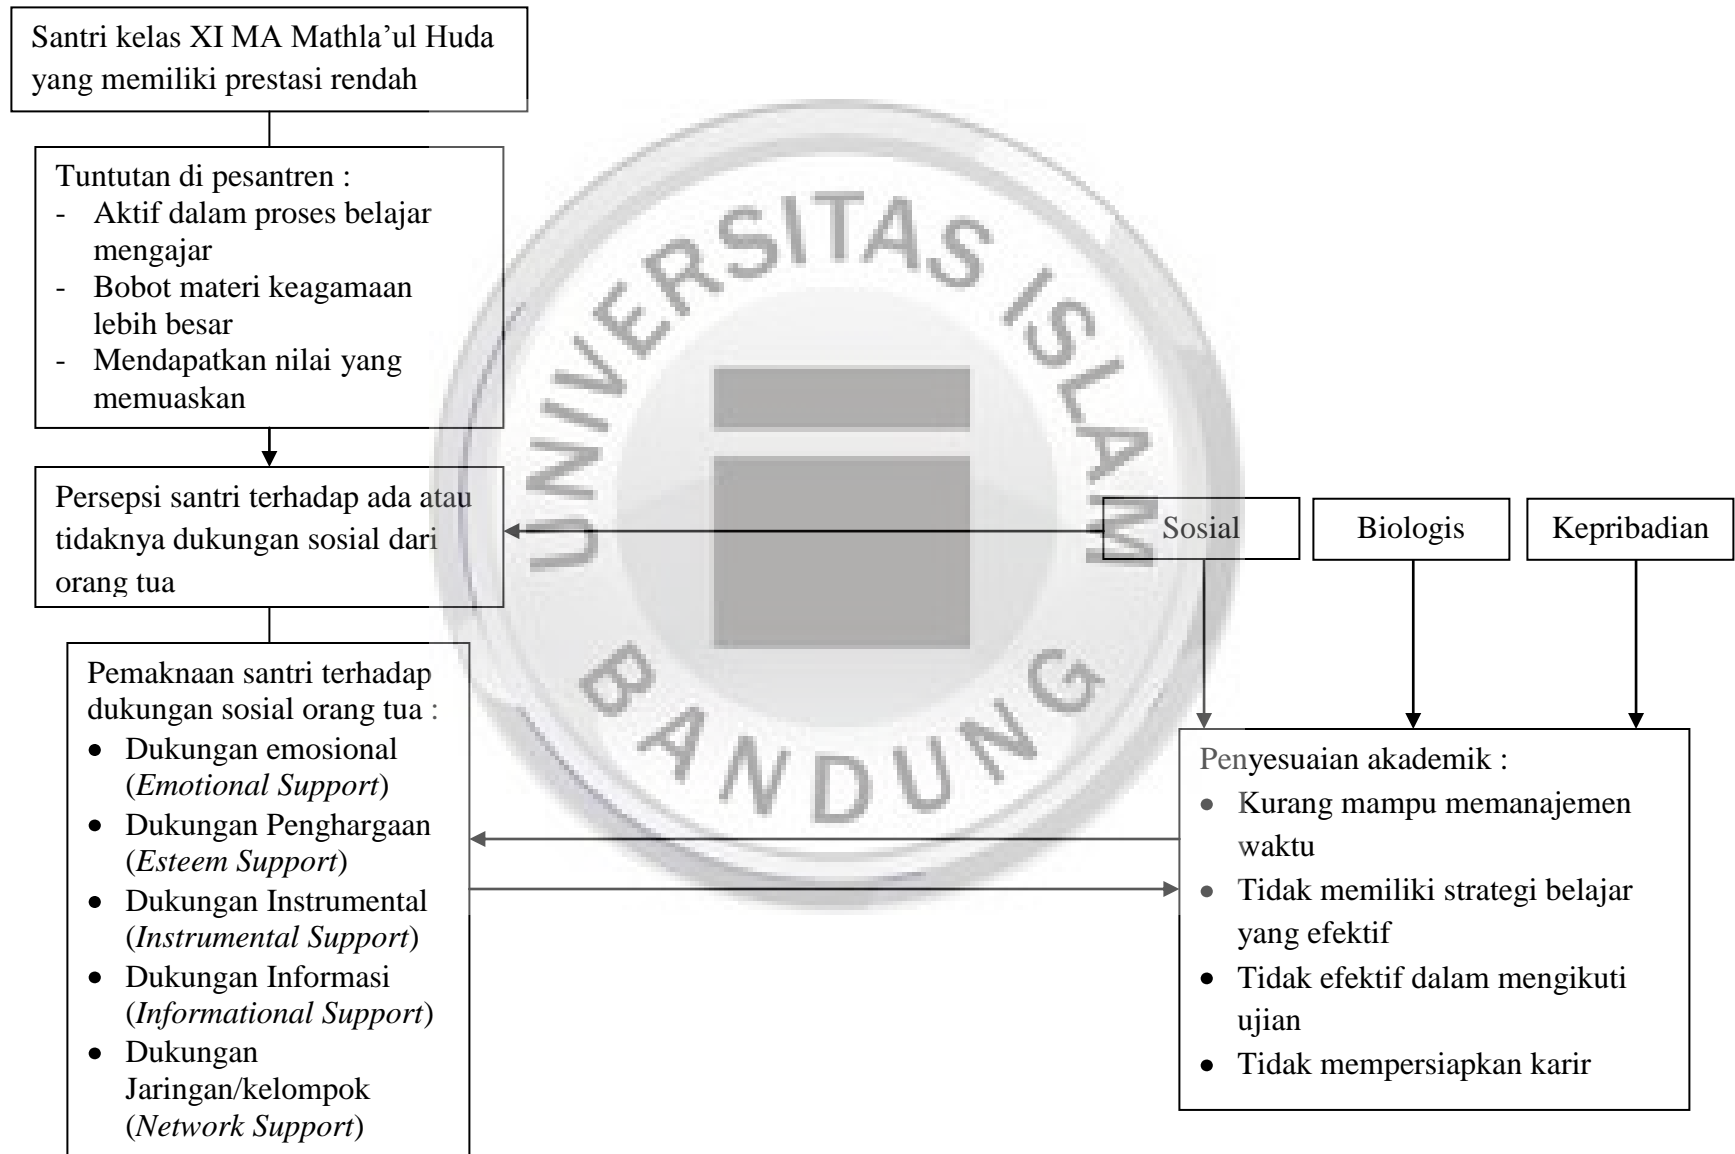 Santri kelas XI MA Mathla’ul Huda
yang memiliki prestasi rendah
Tuntutan di pesantren :
- Aktif dalam proses belajar
mengajar
- Bobot materi keagamaan
lebih besar
- Mendapatkan nilai yang
memuaskan
Persepsi santri terhadap ada atau
tidaknya dukungan sosial dari
orang tua
Pemaknaan santri terhadap
dukungan sosial orang tua :
• Dukungan emosional
(Emotional Support)
• Dukungan Penghargaan
(Esteem Support)
• Dukungan Instrumental
(Instrumental Support)
• Dukungan Informasi
(Informational Support)
• Dukungan
Jaringan/kelompok
(Network Support)
UNIVERSITAS ISLAM
BANDUNG
Sosial
Biologis
Kepribadian
Penyesuaian akademik :
• Kurang mampu memanajemen
waktu
• Tidak memiliki strategi belajar
yang efektif
• Tidak efektif dalam mengikuti
ujian
• Tidak mempersiapkan karir